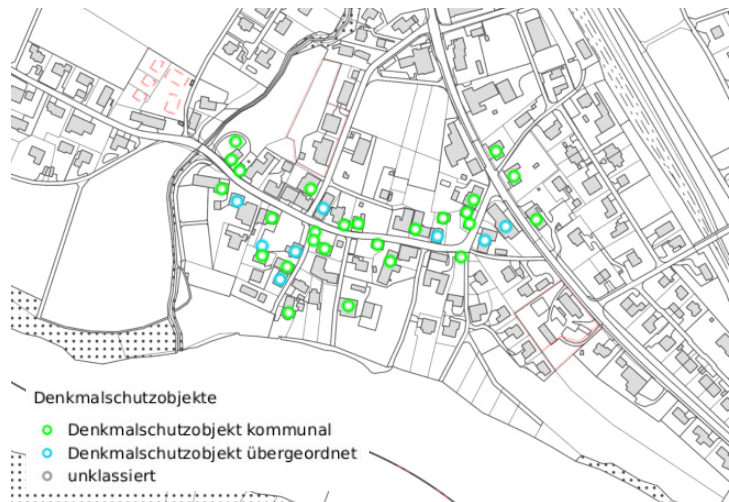 Denkmalschutzobjekte
Denkmalschutzobjekt kommunal
Denkmalschutzobjekt übergeordnet
unklassiert